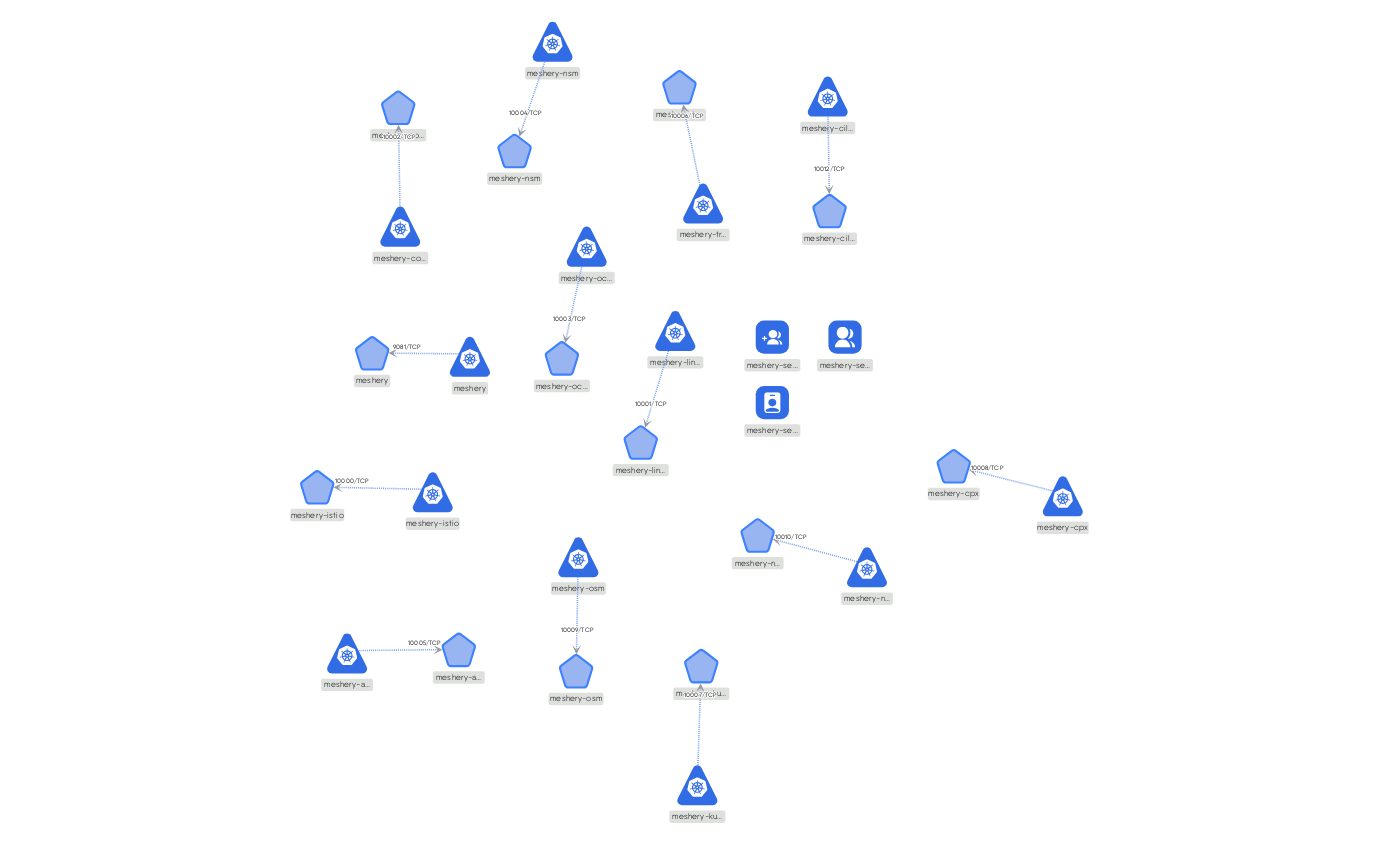 meshery-nsm
10004/TCP
meshery-nsm
10006/TCP
meshery-tr...
meshery-cil...
10012/TCP
meshery-cil...
10002/TCP
meshery-co...
meshery-oc...
10003/TCP
meshery-oc...
9081/TCP
meshery
meshery
meshery-lin...
10001/TCP
meshery-lin...
meshery-se...
meshery-se...
meshery-se...
10000/TCP
meshery-istio
meshery-istio
10008/TCP
meshery-cpx
meshery-cpx
10010/TCP
meshery-n...
meshery-n...
meshery-osm
10009/TCP
meshery-osm
10005/TCP
meshery-a...
meshery-a...
10007/TCP
meshery-ku...